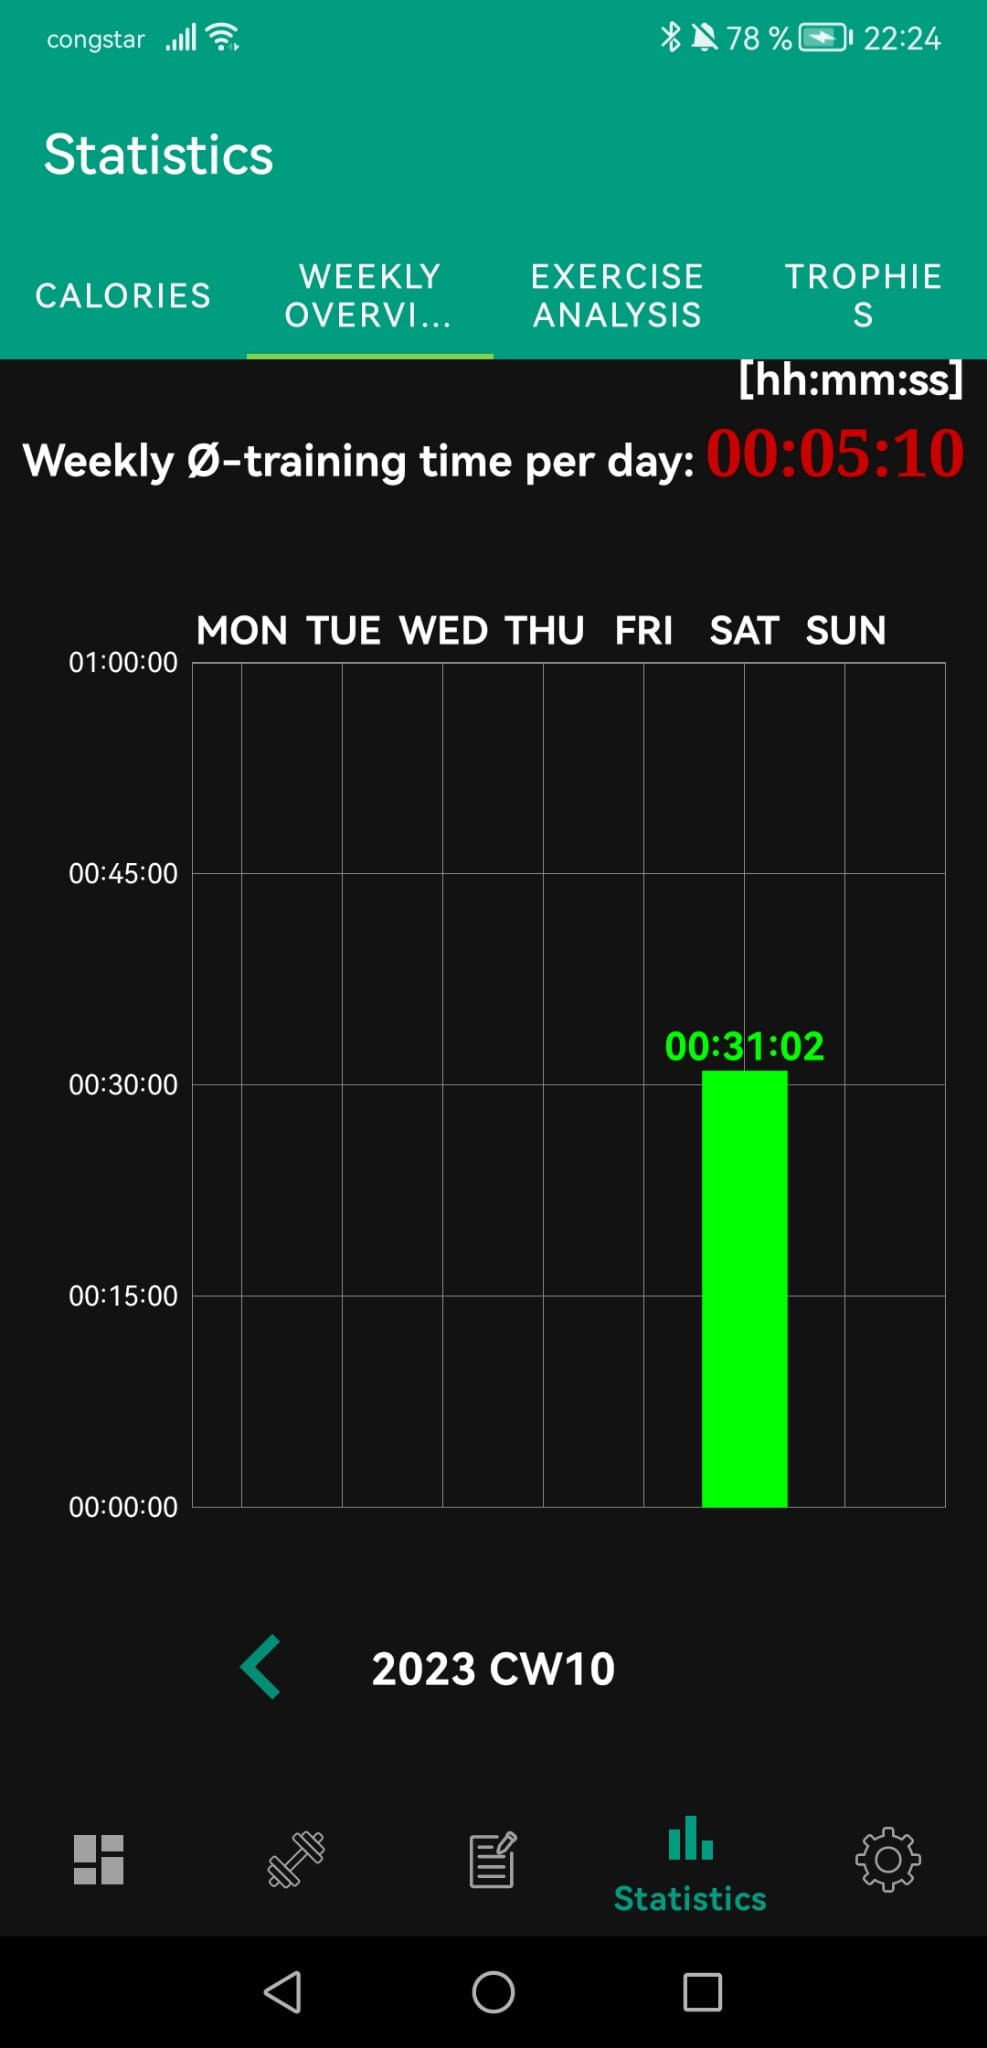 congstar 78 % 22:24
Statistics
CALORIES
WEEKLY
OVERVI...
EXERCISE
ANALYSIS
TROPHIE
S
[hh:mm:ss]
Weekly Ø-training time per day: 00:05:10
MON TUE WED THU FRI SAT SUN
01:00:00
00:45:00
00:31:02
00:30:00
00:15:00
00:00:00
2023 CW10
Statistics